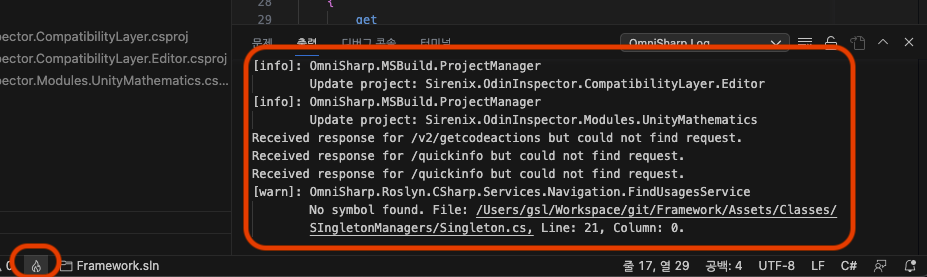 28 {
29 get
ector.CompatibilityLayer.csproj
ector.CompatibilityLayer.Editor.csproj
ector.Modules.UnityMathematics.cs...
문제 출력 디버그 콘솔 터미널
OmniSharp Log
[info]: OmniSharp.MSBuild.ProjectManager
Update project: Sirenix.OdinInspector.CompatibilityLayer.Editor
[info]: OmniSharp.MSBuild.ProjectManager
Update project: Sirenix.OdinInspector.Modules.UnityMathematics
Received response for /v2/getcodeactions but could not find request.
Received response for /quickinfo but could not find request.
Received response for /quickinfo but could not find request.
[warn]: OmniSharp.Roslyn.CSharp.Services.Navigation.FindUsagesService
No symbol found. File: /Users/gsl/Workspace/git/Framework/Assets/Classes/
SIngletonManagers/Singleton.cs, Line: 21, Column: 0.
0 Framework.sln 줄 17, 열 29 공백: 4 UTF-8 LF C#